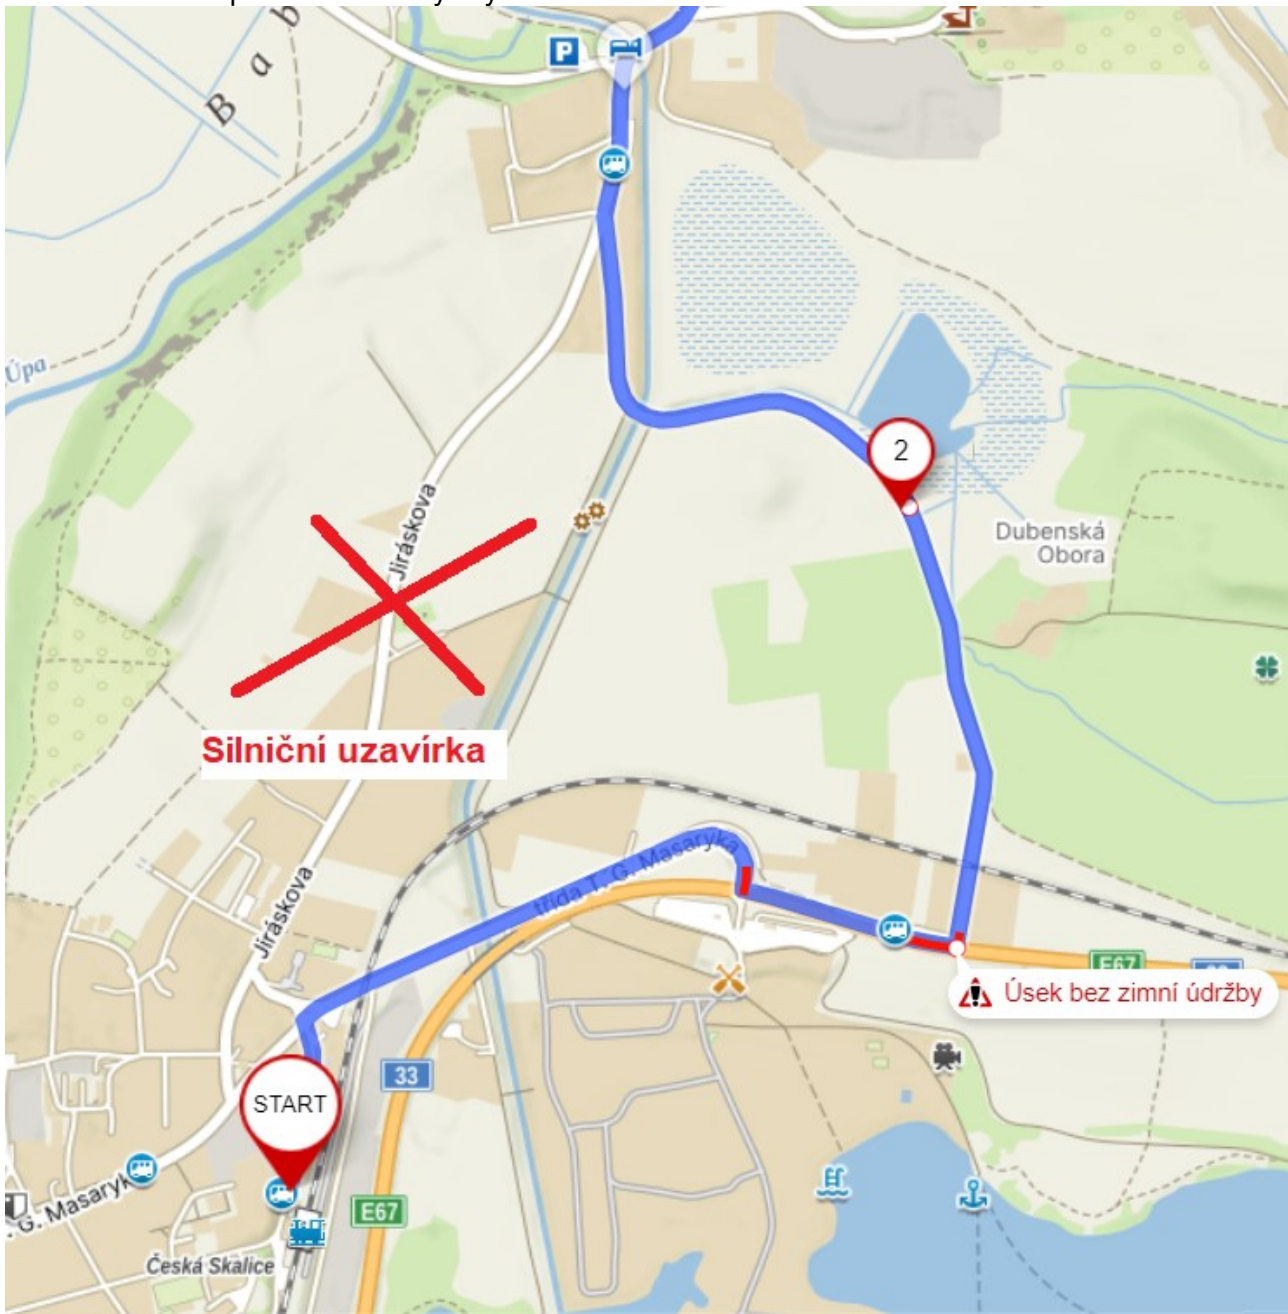 B a b
Úpa
2
Dubenská
Obora
Jiráskova
Silniční uzavírka
třída T. G. Masaryka
Jiráskova
E67
Úsek bez zimní údržby
33
START
G. Masaryk
E67
Česká Skalice